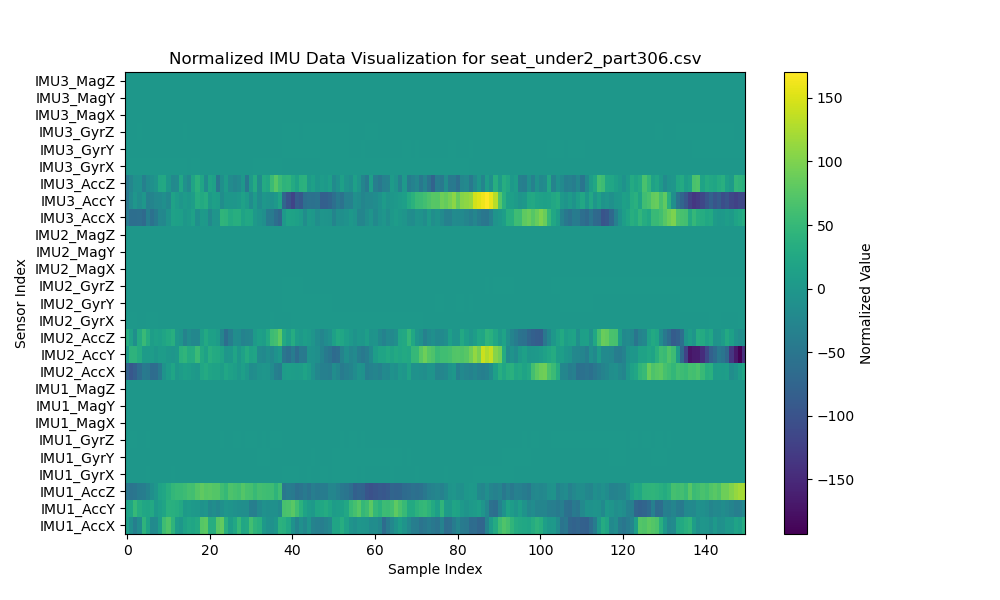 Normalized IMU Data Visualization for seat_under2_part306.csv
IMU3_MagZ
IMU3_MagY
IMU3_MagX
IMU3_GyrZ
IMU3_GyrY
IMU3_GyrX
IMU3_AccZ
IMU3_AccY
IMU3_AccX
IMU2_MagZ
IMU2_MagY
IMU2_MagX
IMU2_GyrZ
IMU2_GyrY
IMU2_GyrX
IMU2_AccZ
IMU2_AccY
IMU2_AccX
IMU1_MagZ
IMU1_MagY
IMU1_MagX
IMU1_GyrZ
IMU1_GyrY
IMU1_GyrX
IMU1_AccZ
IMU1_AccY
IMU1_AccX
Sensor Index
0 20 40 60 80 100 120 140
Sample Index
150
100
50
0
−50
−100
−150
Normalized Value